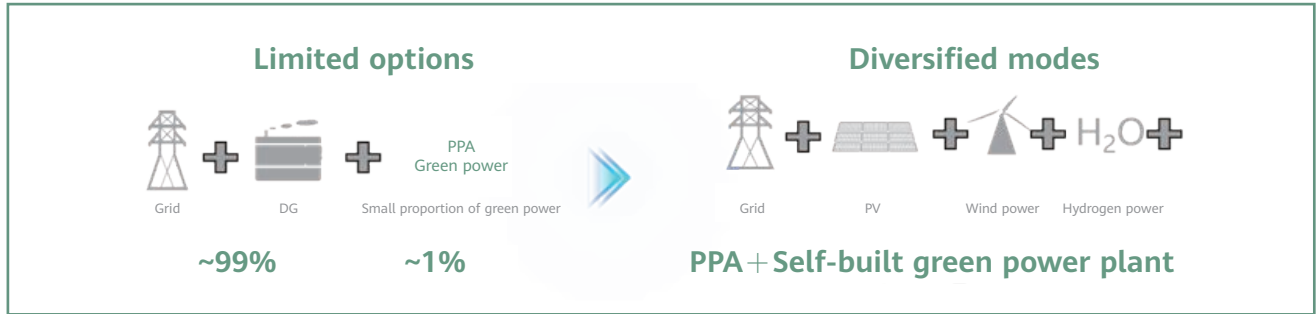 Limited options
PPA
Green power
Grid
DG
Small proportion of green power
~99%
~1%
Diversified modes
H₂O
Grid
PV
Wind power
Hydrogen power
PPA+Self-built green power plant